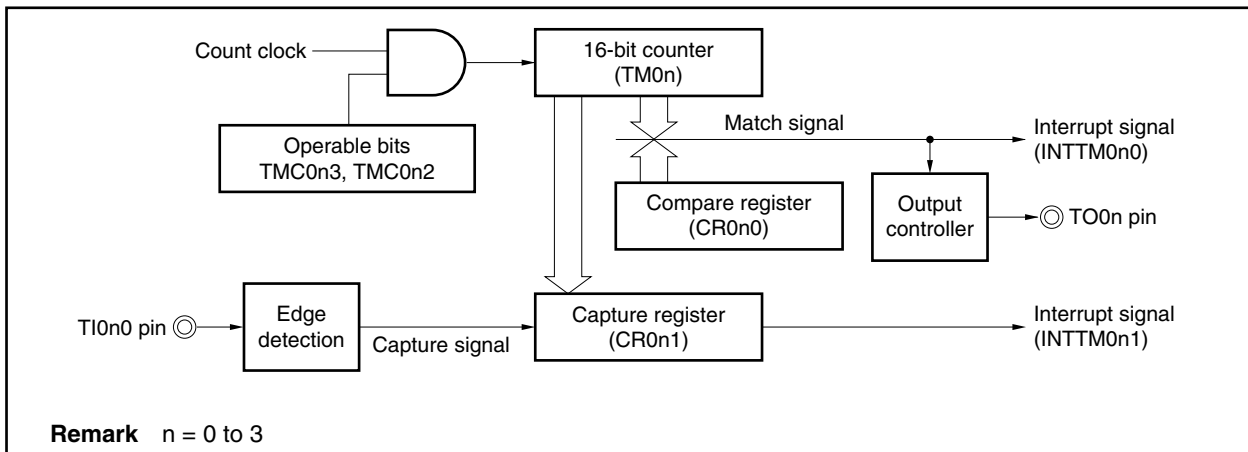 Count clock
16-bit counter
(TM0n)
Operable bits
TMC0n3, TMC0n2
Match signal
Interrupt signal
(INTTM0n0)
Compare register
(CR0n0)
Output
controller
TO0n pin
TI0n0 pin
Edge
detection
Capture signal
Capture register
(CR0n1)
Interrupt signal
(INTTM0n1)
Remark n = 0 to 3